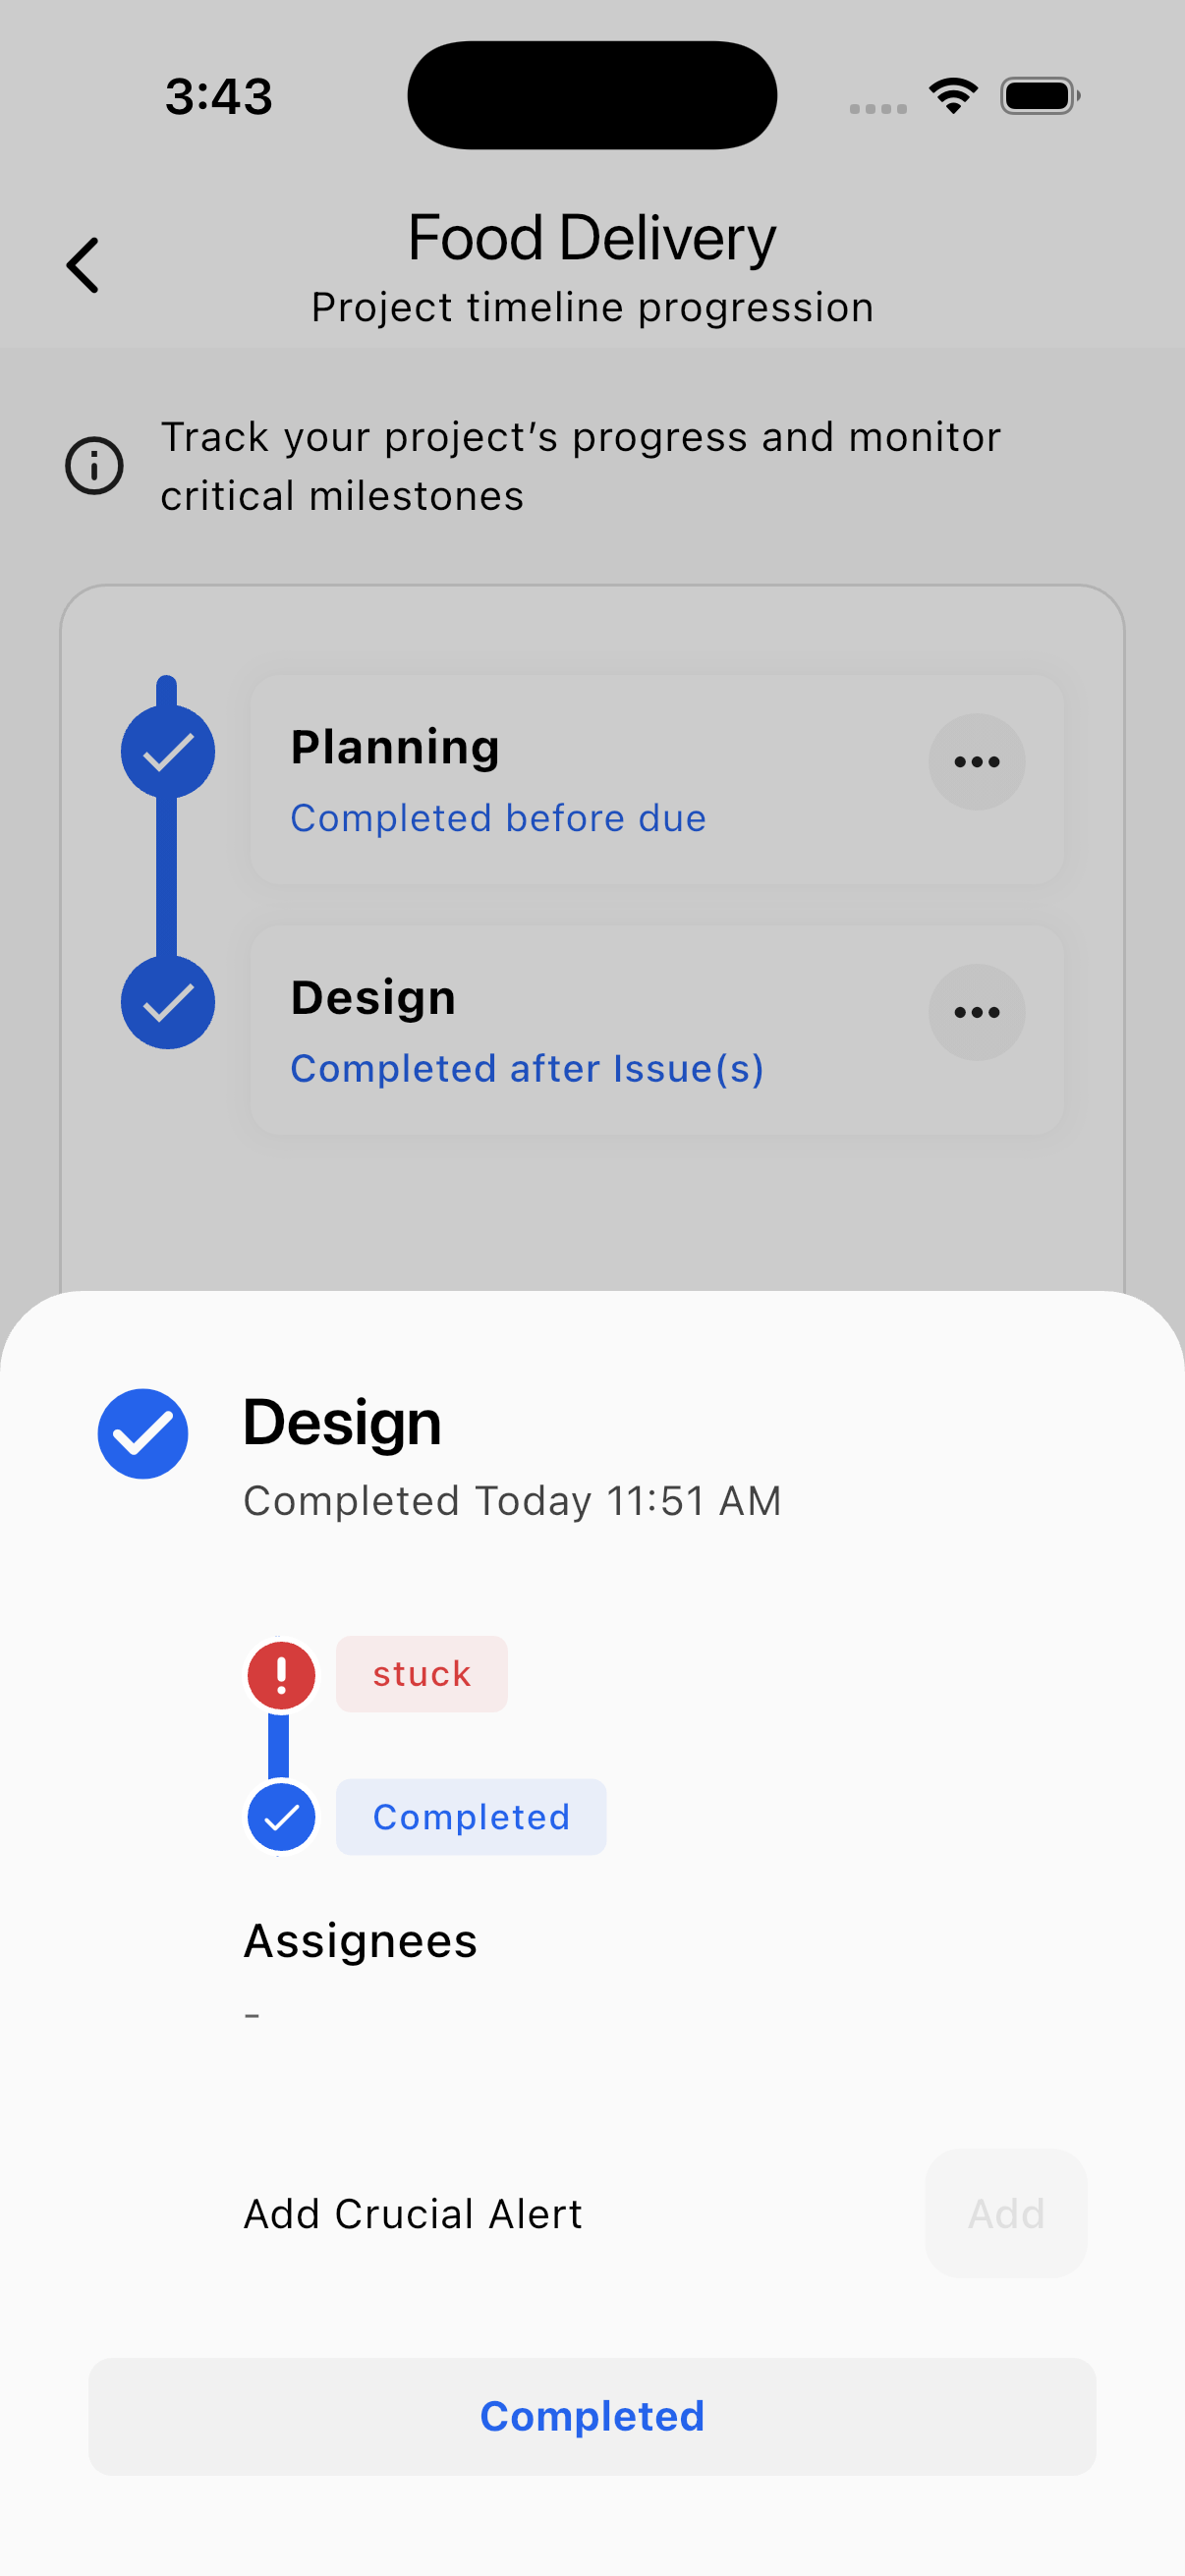 3:43
Food Delivery
Project timeline progression
Track your project’s progress and monitor
critical milestones
Planning
Completed before due
Design
Completed after Issue(s)
Design
Completed Today 11:51 AM
stuck
Completed
Assignees
-
Add Crucial Alert
Add
Completed